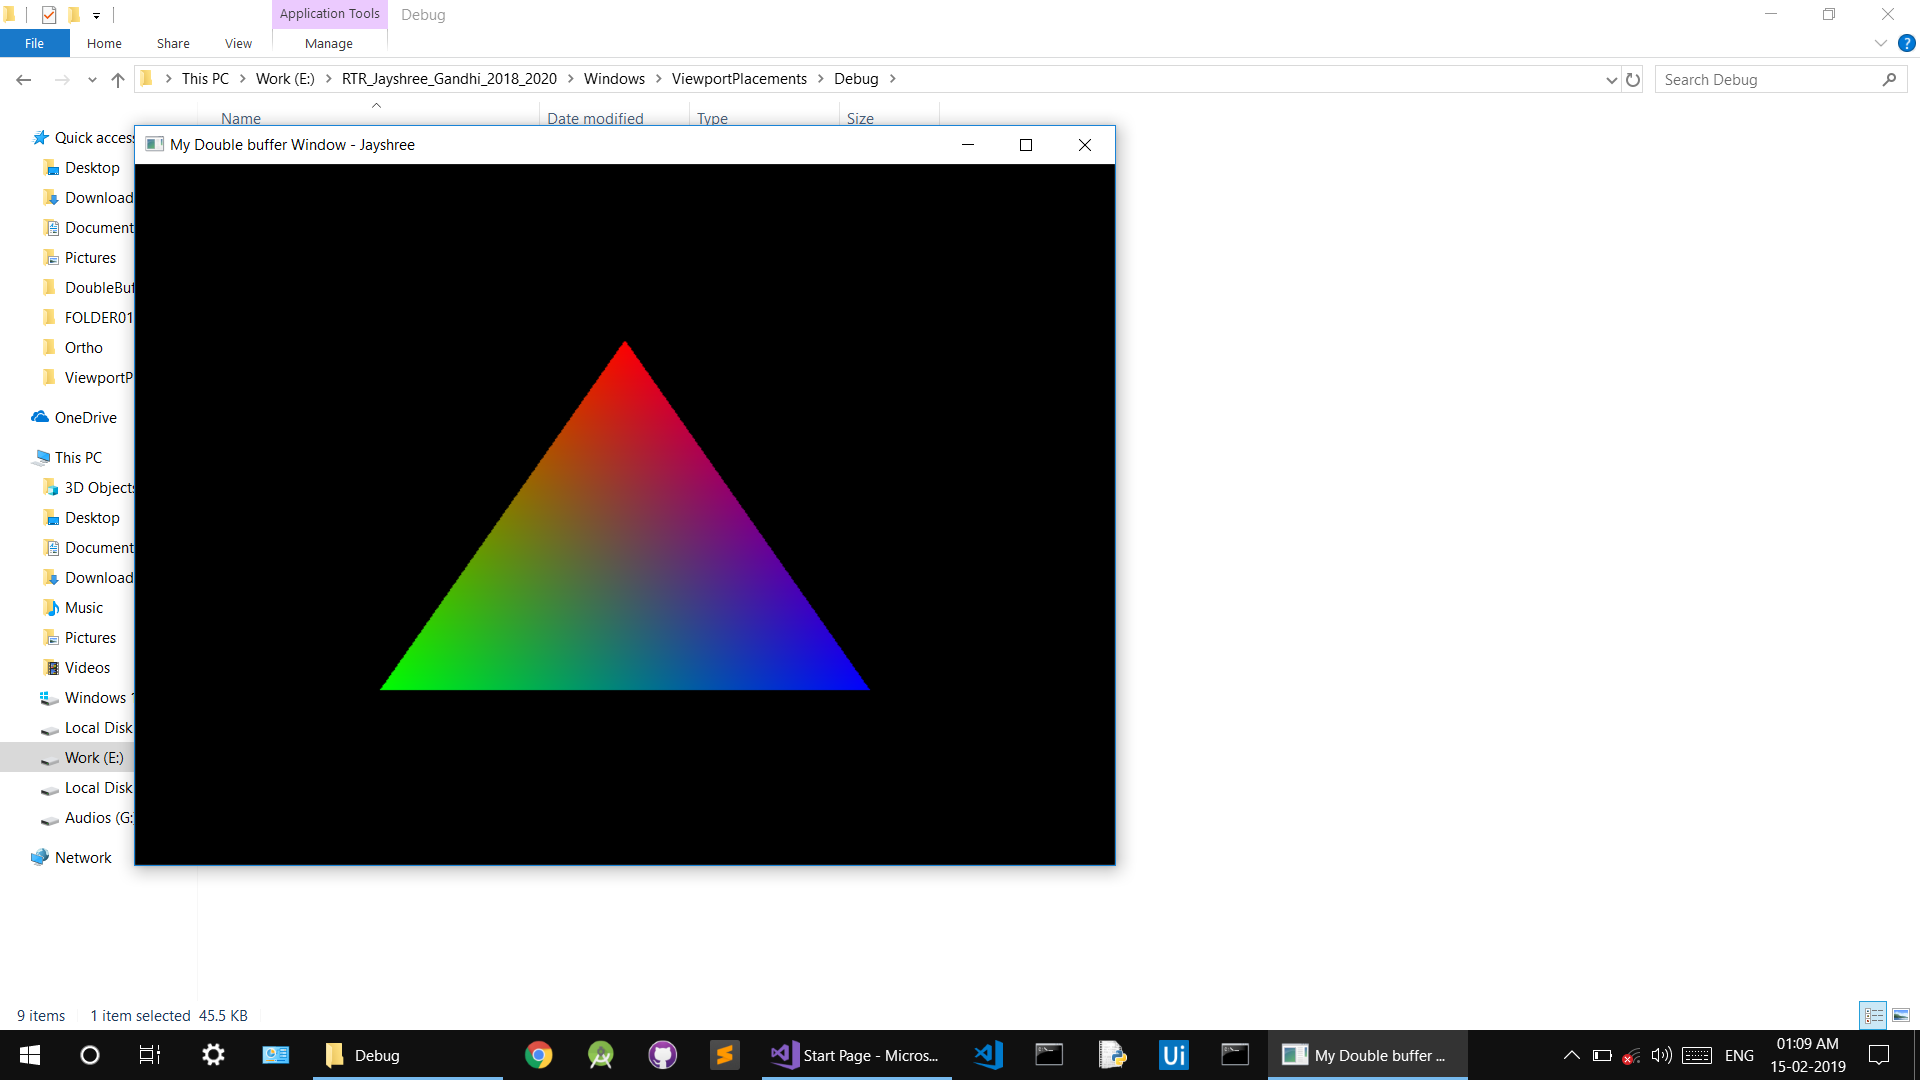 Application Tools
Debug
File
Home
Share
View
Manage
?
This PC
Work (E:)
RTR_Jayshree_Gandhi_2018_2020
Windows
ViewportPlacements
Debug
Search Debug
Name
Date modified
Type
Size
My Double buffer Window - Jayshree
Quick access
Desktop
Download
Document
Pictures
DoubleBuf
FOLDER01
Ortho
ViewportP
OneDrive
This PC
3D Objects
Desktop
Document
Download
Music
Pictures
Videos
Windows 1
Local Disk
Work (E:)
Local Disk
Audios (G:
Network
9 items
1 item selected 45.5 KB
Debug
Start Page - Micros...
Ui
My Double buffer ...
ENG
01:09 AM
15-02-2019